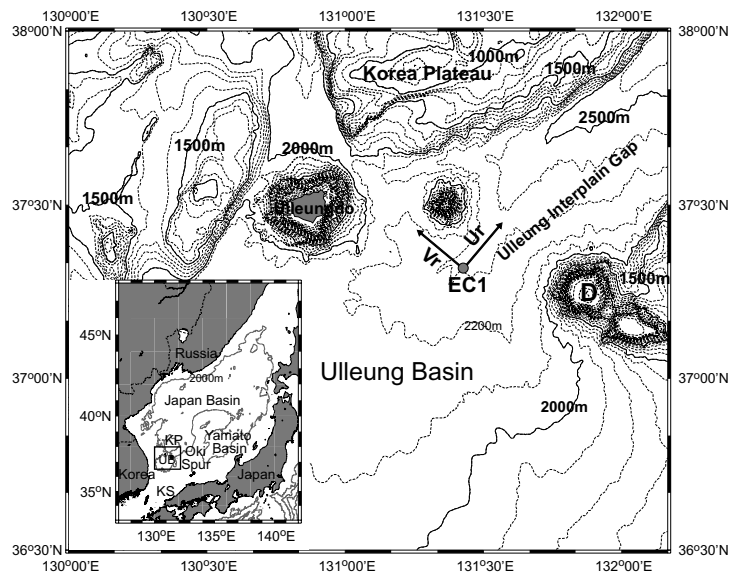 130°00'E 130°30'E 131°00'E 131°30'E 132°00'E
38°00'N 38°00'N
1000m
Korea Plateau
1500m
2500m
1500m
2000m
1500m
Ulleungdo
37°30'N 37°30'N
Ulleung Interplain Gap
Ur
Vr
EC1
1500m
D
2200m
37°00'N 37°00'N
Ulleung Basin
2000m
45°N
Russia
2000m
Japan Basin
40°N
KP
Yamato
Basin
UB
Oki
Spur
Korea
Japan
KS
35°N
130°E 135°E 140°E
36°30'N 36°30'N
130°00'E 130°30'E 131°00'E 131°30'E 132°00'E